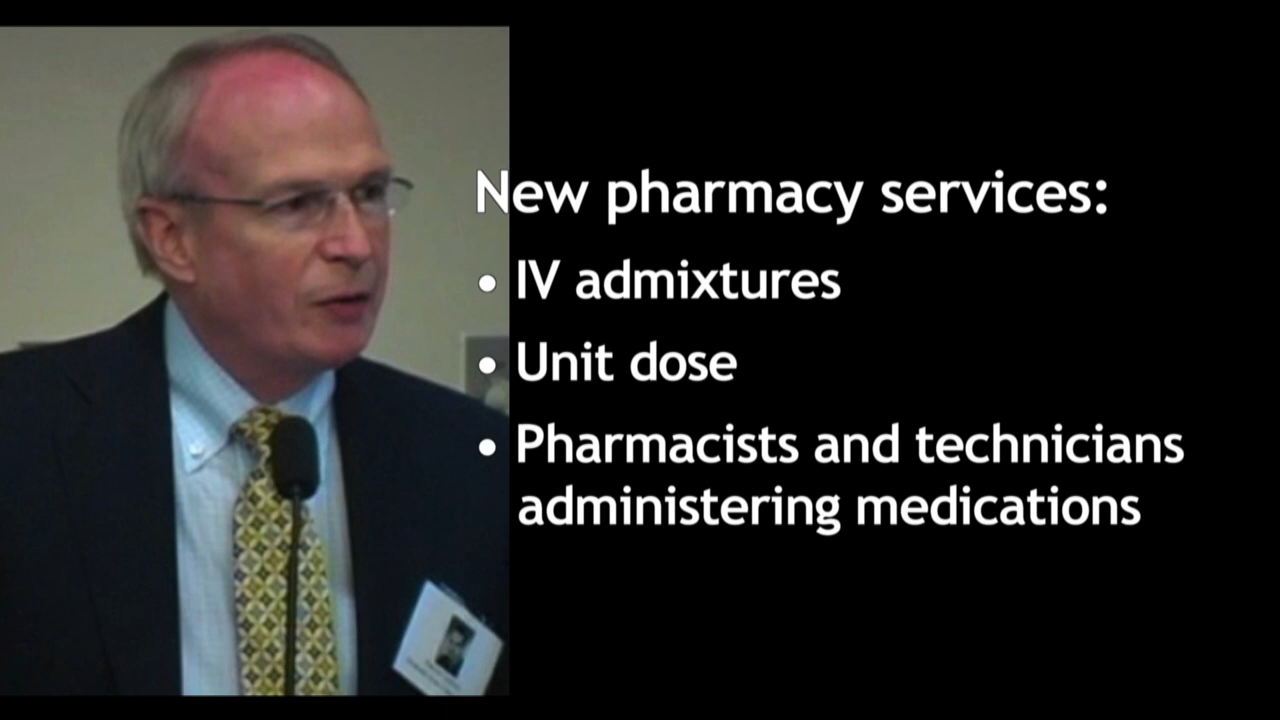 New pharmacy services:
• IV admixtures
• Unit dose
• Pharmacists and technicians
administering medications